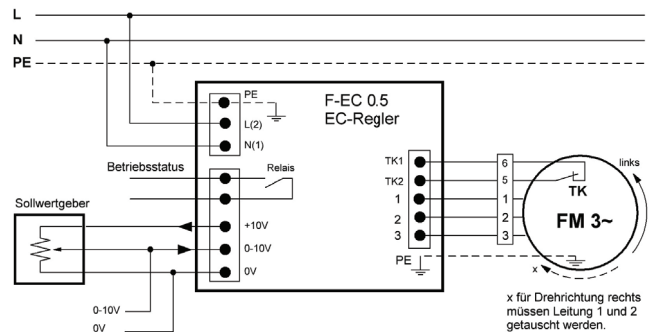 L
N
PE
PE
L(2)
N(1)
F-EC 0.5
EC-Regler
Betriebsstatus
Relais
Sollwertgeber
+10V
0-10V
0V
0-10V
0V
TK1
TK2
1
2
3
PE
6
5
1
2
3
TK
FM 3~
links
x
x für Drehrichtung rechts
müssen Leitung 1 und 2
getauscht werden.